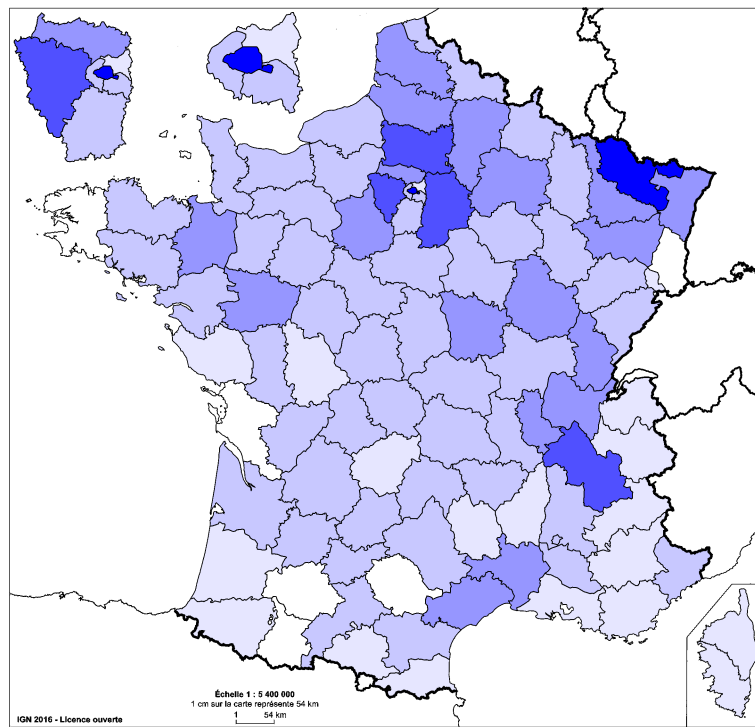 Échelle 1 : 5 400 000
1 cm sur la carte représente 54 km
1 54 km
IGN 2016 - Licence ouverte